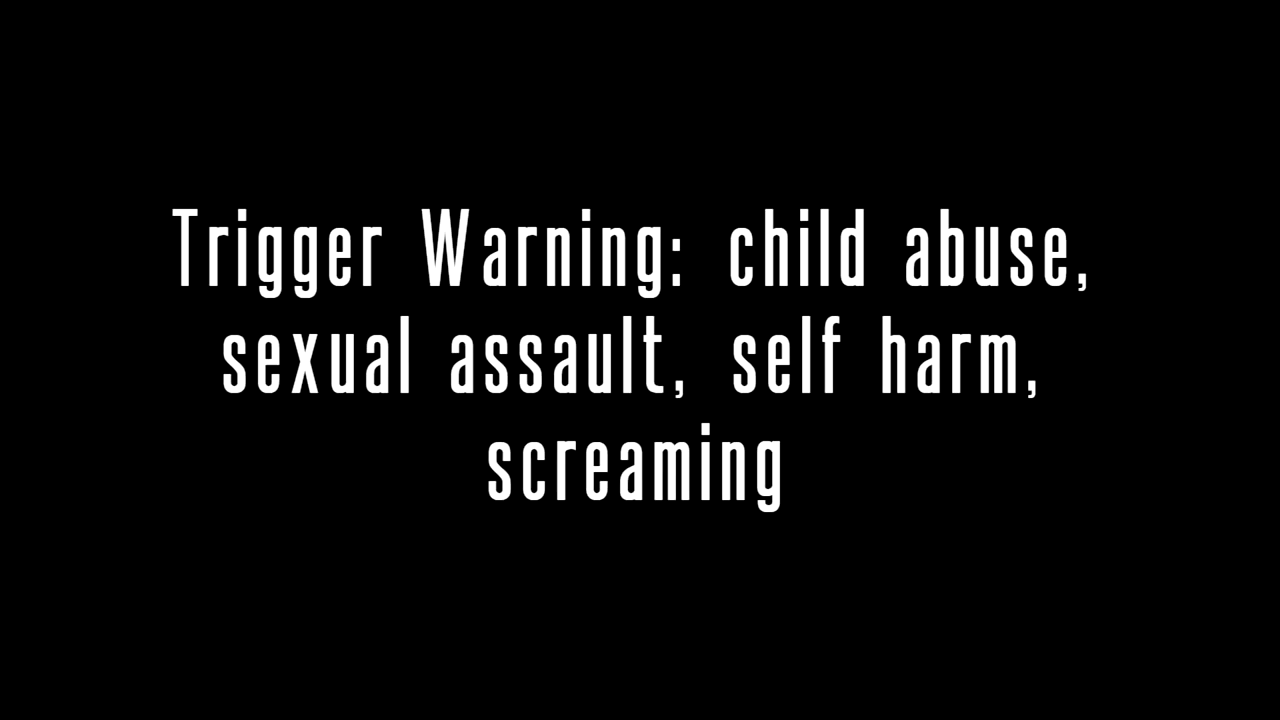 Trigger Warning: child abuse,
sexual assault, self harm,
screaming